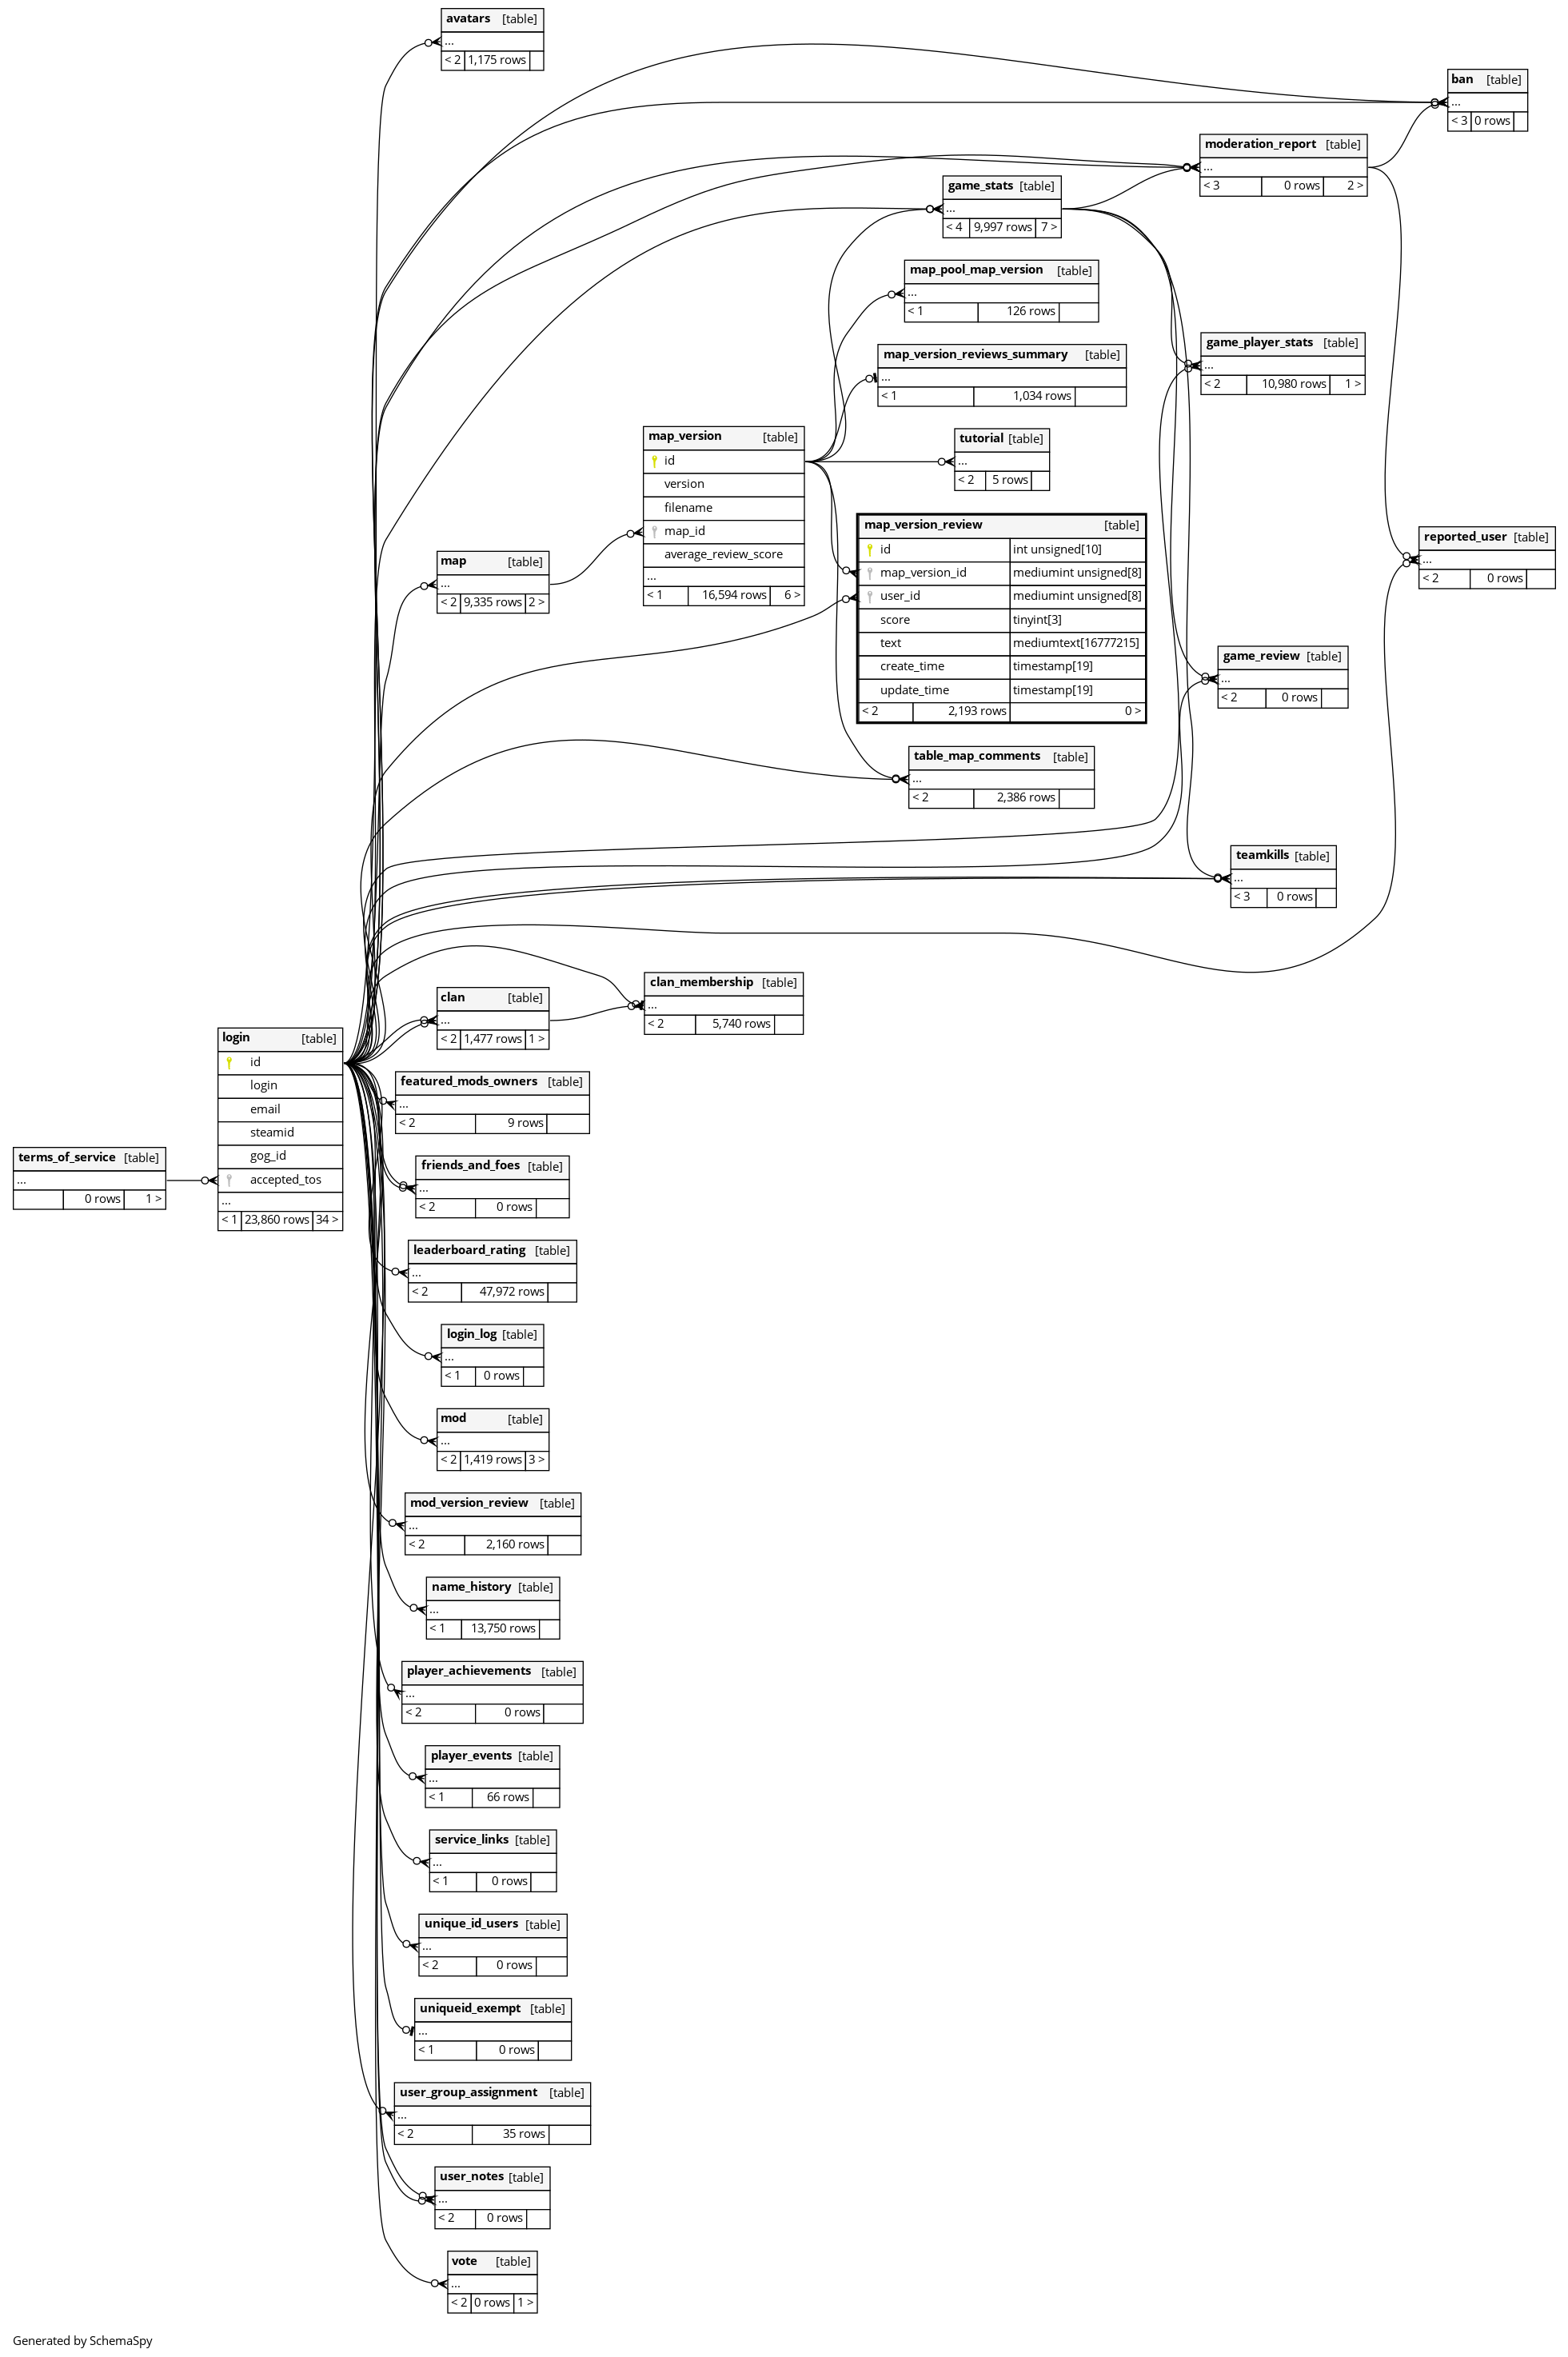 avatars [table]
...
< 2 1,175 rows
ban [table]
...
< 3 0 rows
moderation_report [table]
...
< 3 0 rows 2 >
game_stats [table]
...
< 4 9,997 rows 7 >
map_pool_map_version [table]
...
< 1 126 rows
game_player_stats [table]
...
< 2 10,980 rows 1 >
map_version_reviews_summary [table]
...
< 1 1,034 rows
map_version [table]
id
version
filename
map_id
average_review_score
...
< 1 16,594 rows 6 >
tutorial [table]
...
< 2 5 rows
map_version_review [table]
id int unsigned[10]
map_version_id mediumint unsigned[8]
user_id mediumint unsigned[8]
score tinyint[3]
text mediumtext[16777215]
create_time timestamp[19]
update_time timestamp[19]
< 2 2,193 rows 0 >
reported_user [table]
...
< 2 0 rows
map [table]
...
< 2 9,335 rows 2 >
game_review [table]
...
< 2 0 rows
table_map_comments [table]
...
< 2 2,386 rows
teamkills [table]
...
< 3 0 rows
clan_membership [table]
...
< 2 5,740 rows
clan [table]
...
< 2 1,477 rows 1 >
login [table]
id
login
email
steamid
gog_id
accepted_tos
...
< 1 23,860 rows 34 >
terms_of_service [table]
...
0 rows 1 >
featured_mods_owners [table]
...
< 2 9 rows
friends_and_foes [table]
...
< 2 0 rows
leaderboard_rating [table]
...
< 2 47,972 rows
login_log [table]
...
< 1 0 rows
mod [table]
...
< 2 1,419 rows 3 >
mod_version_review [table]
...
< 2 2,160 rows
name_history [table]
...
< 1 13,750 rows
player_achievements [table]
...
< 2 0 rows
player_events [table]
...
< 1 66 rows
service_links [table]
...
< 1 0 rows
unique_id_users [table]
...
< 2 0 rows
uniqueid_exempt [table]
...
< 1 0 rows
user_group_assignment [table]
...
< 2 35 rows
user_notes [table]
...
< 2 0 rows
vote [table]
...
< 2 0 rows 1 >
Generated by SchemaSpy